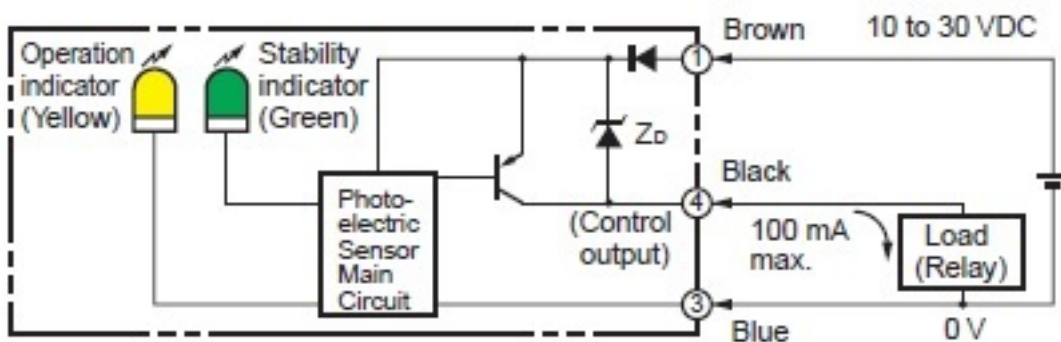 Operation
indicator
(Yellow)
Stability
indicator
(Green)
Photo-
electric
Sensor
Main
Circuit
ZD
(Control
output)
1
Brown
10 to 30 VDC
4
Black
100 mA
max.
Load
(Relay)
3
Blue
0 V